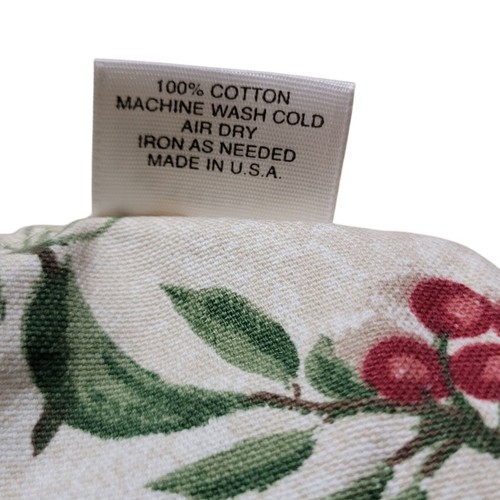 100% COTTON
MACHINE WASH COLD
AIR DRY
IRON AS NEEDED
MADE IN U.S.A.